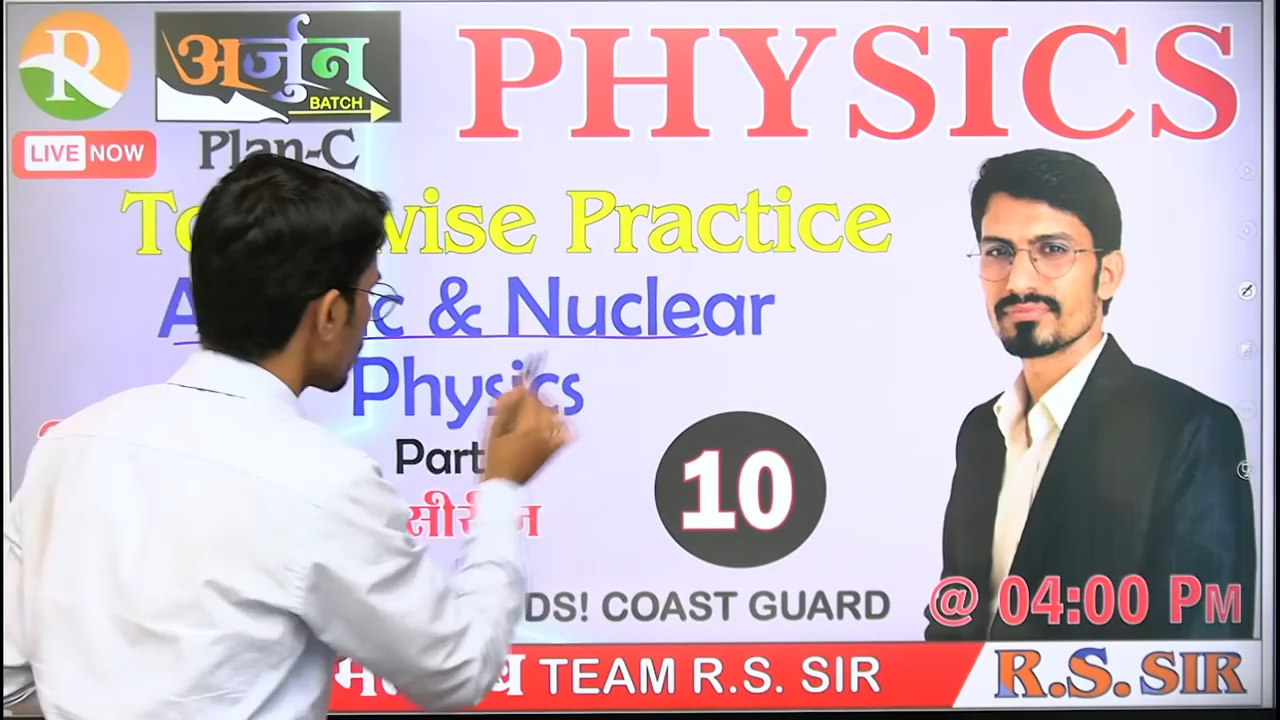 R
अर्जुन
BATCH
Plan-C
LIVE NOW
PHYSICS
wise Practice
& Nuclear
Physics
Part
10
COAST GUARD
@ 04:00 PM
TEAM R.S. SIR
R.S. SIR